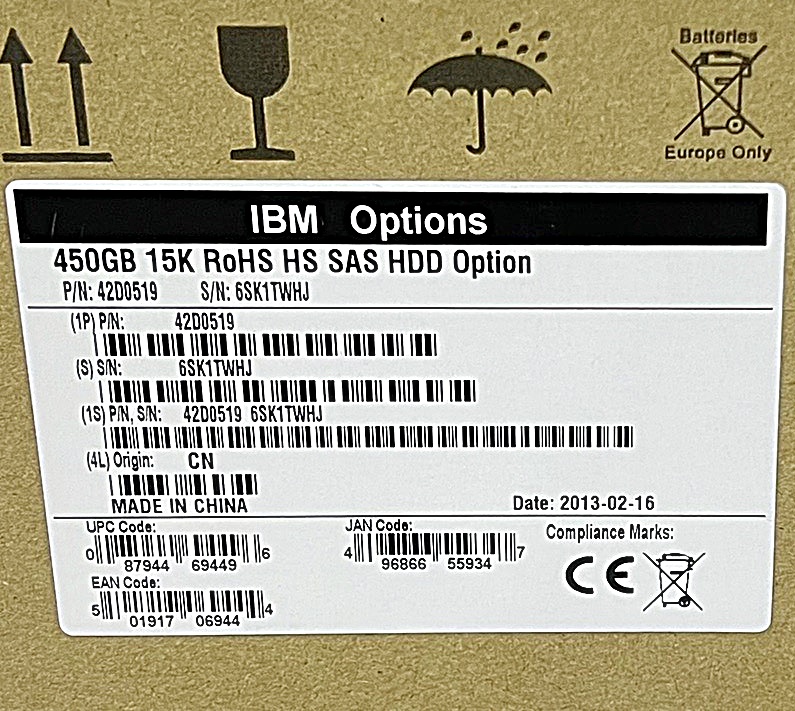 Batteries
Europe Only
IBM Options
450GB 15K RoHS HS SAS HDD Option
P/N: 42D0519 S/N: 6SK1TWHJ
(1P) P/N: 42D0519
(S) S/N: 6SK1TWHJ
(1S) P/N, S/N: 42D0519 6SK1TWHJ
(4L) Origin: CN
MADE IN CHINA Date: 2013-02-16
UPC Code: JAN Code: Compliance Marks:
0 87944 69449 6 4 96866 55934 7
CE
EAN Code:
5 01917 06944 4